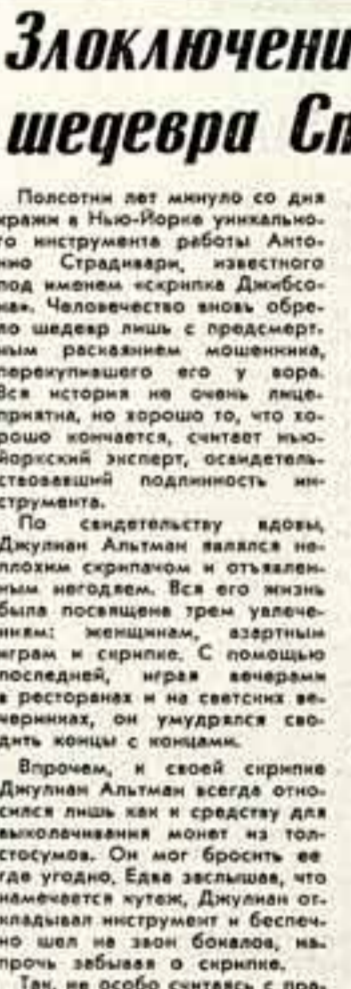 Злоключени
шедевра Ст
Полсотни лет минуло со дня
кражи в Нью-Йорке уникально-
го инструмента работы Анто-
нио Страдивари, известного
под именем «скрипка Джибсо-
на». Человечество вновь обре-
ло шедевр лишь с предсмерт-
ным раскаянием мошенника,
перекупившего его у вора.
Вся история не очень лице-
приятна, но хорошо то, что хо-
рошо кончается, считает нью-
йоркский эксперт, освидетель-
ствовавший подлинность ин-
струмента.
По свидетельству вдовы,
Джулиан Альтман являлся не-
плохим скрипачом и отъявлен-
ным негодяем. Вся его жизнь
была посвящена трем увлече-
ниям: женщинам, азартным
играм и скрипке. С помощью
последней, играя вечерами
в ресторанах и на светских ве-
черинках, он умудрялся сво-
дить концы с концами.
Впрочем, к своей скрипке
Джулиан Альтман всегда отно-
сился лишь как к средству для
выколачивания монет из тол-
стосумов. Он мог бросить ее
где угодно. Едва заслышав, что
намечается кутеж, Джулиан от-
кладывал инструмент и беспеч-
но шел на звон бокалов, на-
прочь забывая о скрипке.
Так, не особо считаясь с пра-